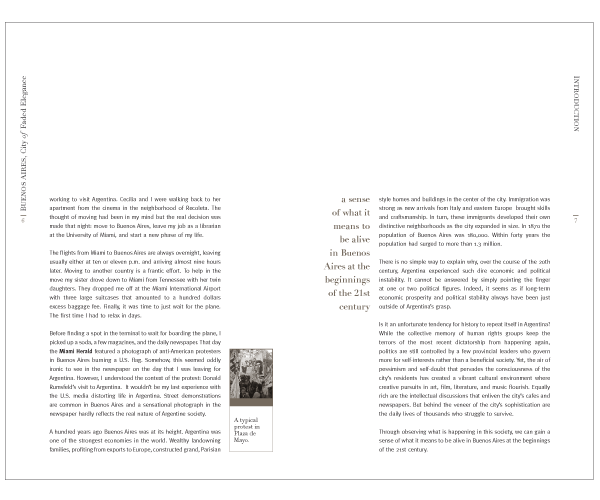 6 | BUENOS AIRES, City of Faded Elegance
working to visit Argentina. Cecilia and I were walking back to her
apartment from the cinema in the neighborhood of Recoleta. The
thought of moving had been in my mind but the real decision was
made that night: move to Buenos Aires, leave my job as a librarian
at the University of Miami, and start a new phase of my life.
The flights from Miami to Buenos Aires are always overnight, leaving
usually either at ten or eleven p.m. and arriving almost nine hours
later. Moving to another country is a frantic effort. To help in the
move my sister drove down to Miami from Tennessee with her twin
daughters. They dropped me off at the Miami International Airport
with three large suitcases that amounted to a hundred dollars
excess baggage fee. Finally, it was time to just wait for the plane.
The first time I had to relax in days.
Before finding a spot in the terminal to wait for boarding the plane, I
picked up a soda, a few magazines, and the daily newspaper. That day
the Miami Herald featured a photograph of anti-American protesters
in Buenos Aires burning a U.S. flag. Somehow, this seemed oddly
ironic to see in the newspaper on the day that I was leaving for
Argentina. However, I understood the context of the protest: Donald
Rumsfeld's visit to Argentina. It wouldn't be my last experience with
the U.S. media distorting life in Argentina. Street demonstrations
are common in Buenos Aires and a sensational photograph in the
newspaper hardly reflects the real nature of Argentine society.
A hundred years ago Buenos Aires was at its height. Argentina was
one of the strongest economies in the world. Wealthy landowning
families, profiting from exports to Europe, constructed grand, Parisian
A typical
protest in
Plaza de
Mayo.
a sense
of what it
means to
be alive
in Buenos
Aires at the
beginnings
of the 21st
century
style homes and buildings in the center of the city. Immigration was
strong as new arrivals from Italy and eastern Europe brought skills
and craftsmanship. In turn, these immigrants developed their own
distinctive neighborhoods as the city expanded in size. In 1870 the
population of Buenos Aires was 180,000. Within forty years the
population had surged to more than 1.3 million.
There is no simple way to explain why, over the course of the 20th
century, Argentina experienced such dire economic and political
instability. It cannot be answered by simply pointing the finger
at one or two political figures. Indeed, it seems as if long-term
economic prosperity and political stability always have been just
outside of Argentina's grasp.
Is it an unfortunate tendency for history to repeat itself in Argentina?
While the collective memory of human rights groups keep the
terrors of the most recent dictatorship from happening again,
politics are still controlled by a few provincial leaders who govern
more for self-interests rather than a beneficial society. Yet, the air of
pessimism and self-doubt that pervades the consciousness of the
city's residents has created a vibrant cultural environment where
creative pursuits in art, film, literature, and music flourish. Equally
rich are the intellectual discussions that enliven the city's cafes and
newspapers. But behind the veneer of the city's sophistication are
the daily lives of thousands who struggle to survive.
Through observing what is happening in this society, we can gain a
sense of what it means to be alive in Buenos Aires at the beginnings
of the 21st century.
INTRODUCTION
| 7